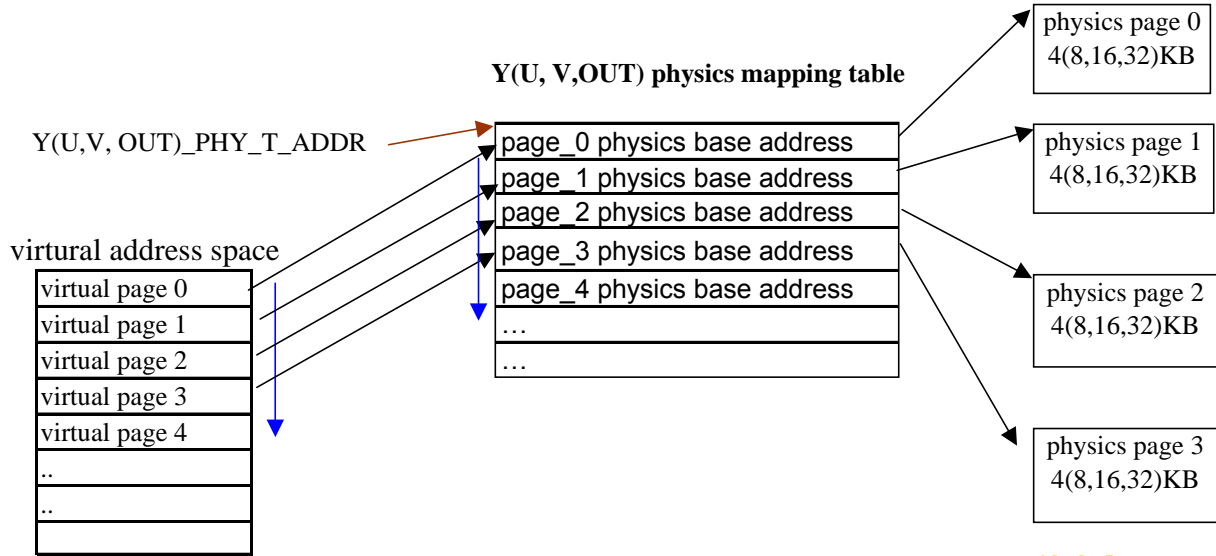 Y(U, V,OUT) physics mapping table
Y(U,V, OUT)_PHY_T_ADDR
page_0 physics base address
page_1 physics base address
page_2 physics base address
page_3 physics base address
page_4 physics base address
…
…
virtural address space
virtual page 0
virtual page 1
virtual page 2
virtual page 3
virtual page 4
..
..
physics page 0
4(8,16,32)KB
physics page 1
4(8,16,32)KB
physics page 2
4(8,16,32)KB
physics page 3
4(8,16,32)KB